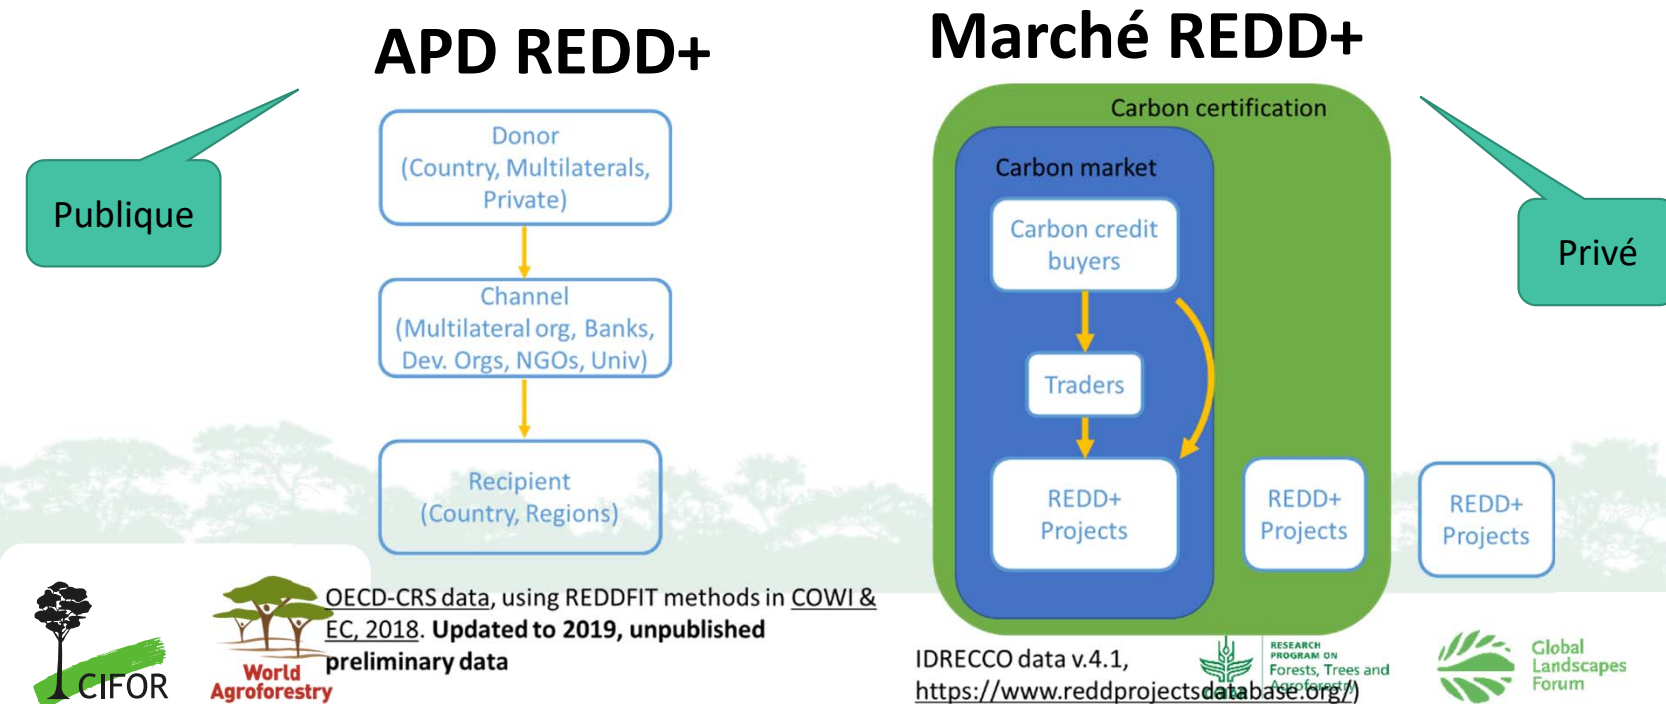 APD REDD+
Marché REDD+
Publique
Donor
(Country, Multilaterals,
Private)
Channel
(Multilateral org, Banks,
Dev. Orgs, NGOs, Univ)
Recipient
(Country, Regions)
Carbon certification
Carbon market
Carbon credit
buyers
Traders
REDD+
Projects
REDD+
Projects
REDD+
Projects
Privé
CIFOR
World
Agroforestry
OECD-CRS data, using REDDFIT methods in COWI &
EC, 2018. Updated to 2019, unpublished
preliminary data
IDRECCO data v.4.1,
https://www.reddprojectsdatabase.org/)
RESEARCH
PROGRAM ON
Forests, Trees and
Agroforestry
Global
Landscapes
Forum